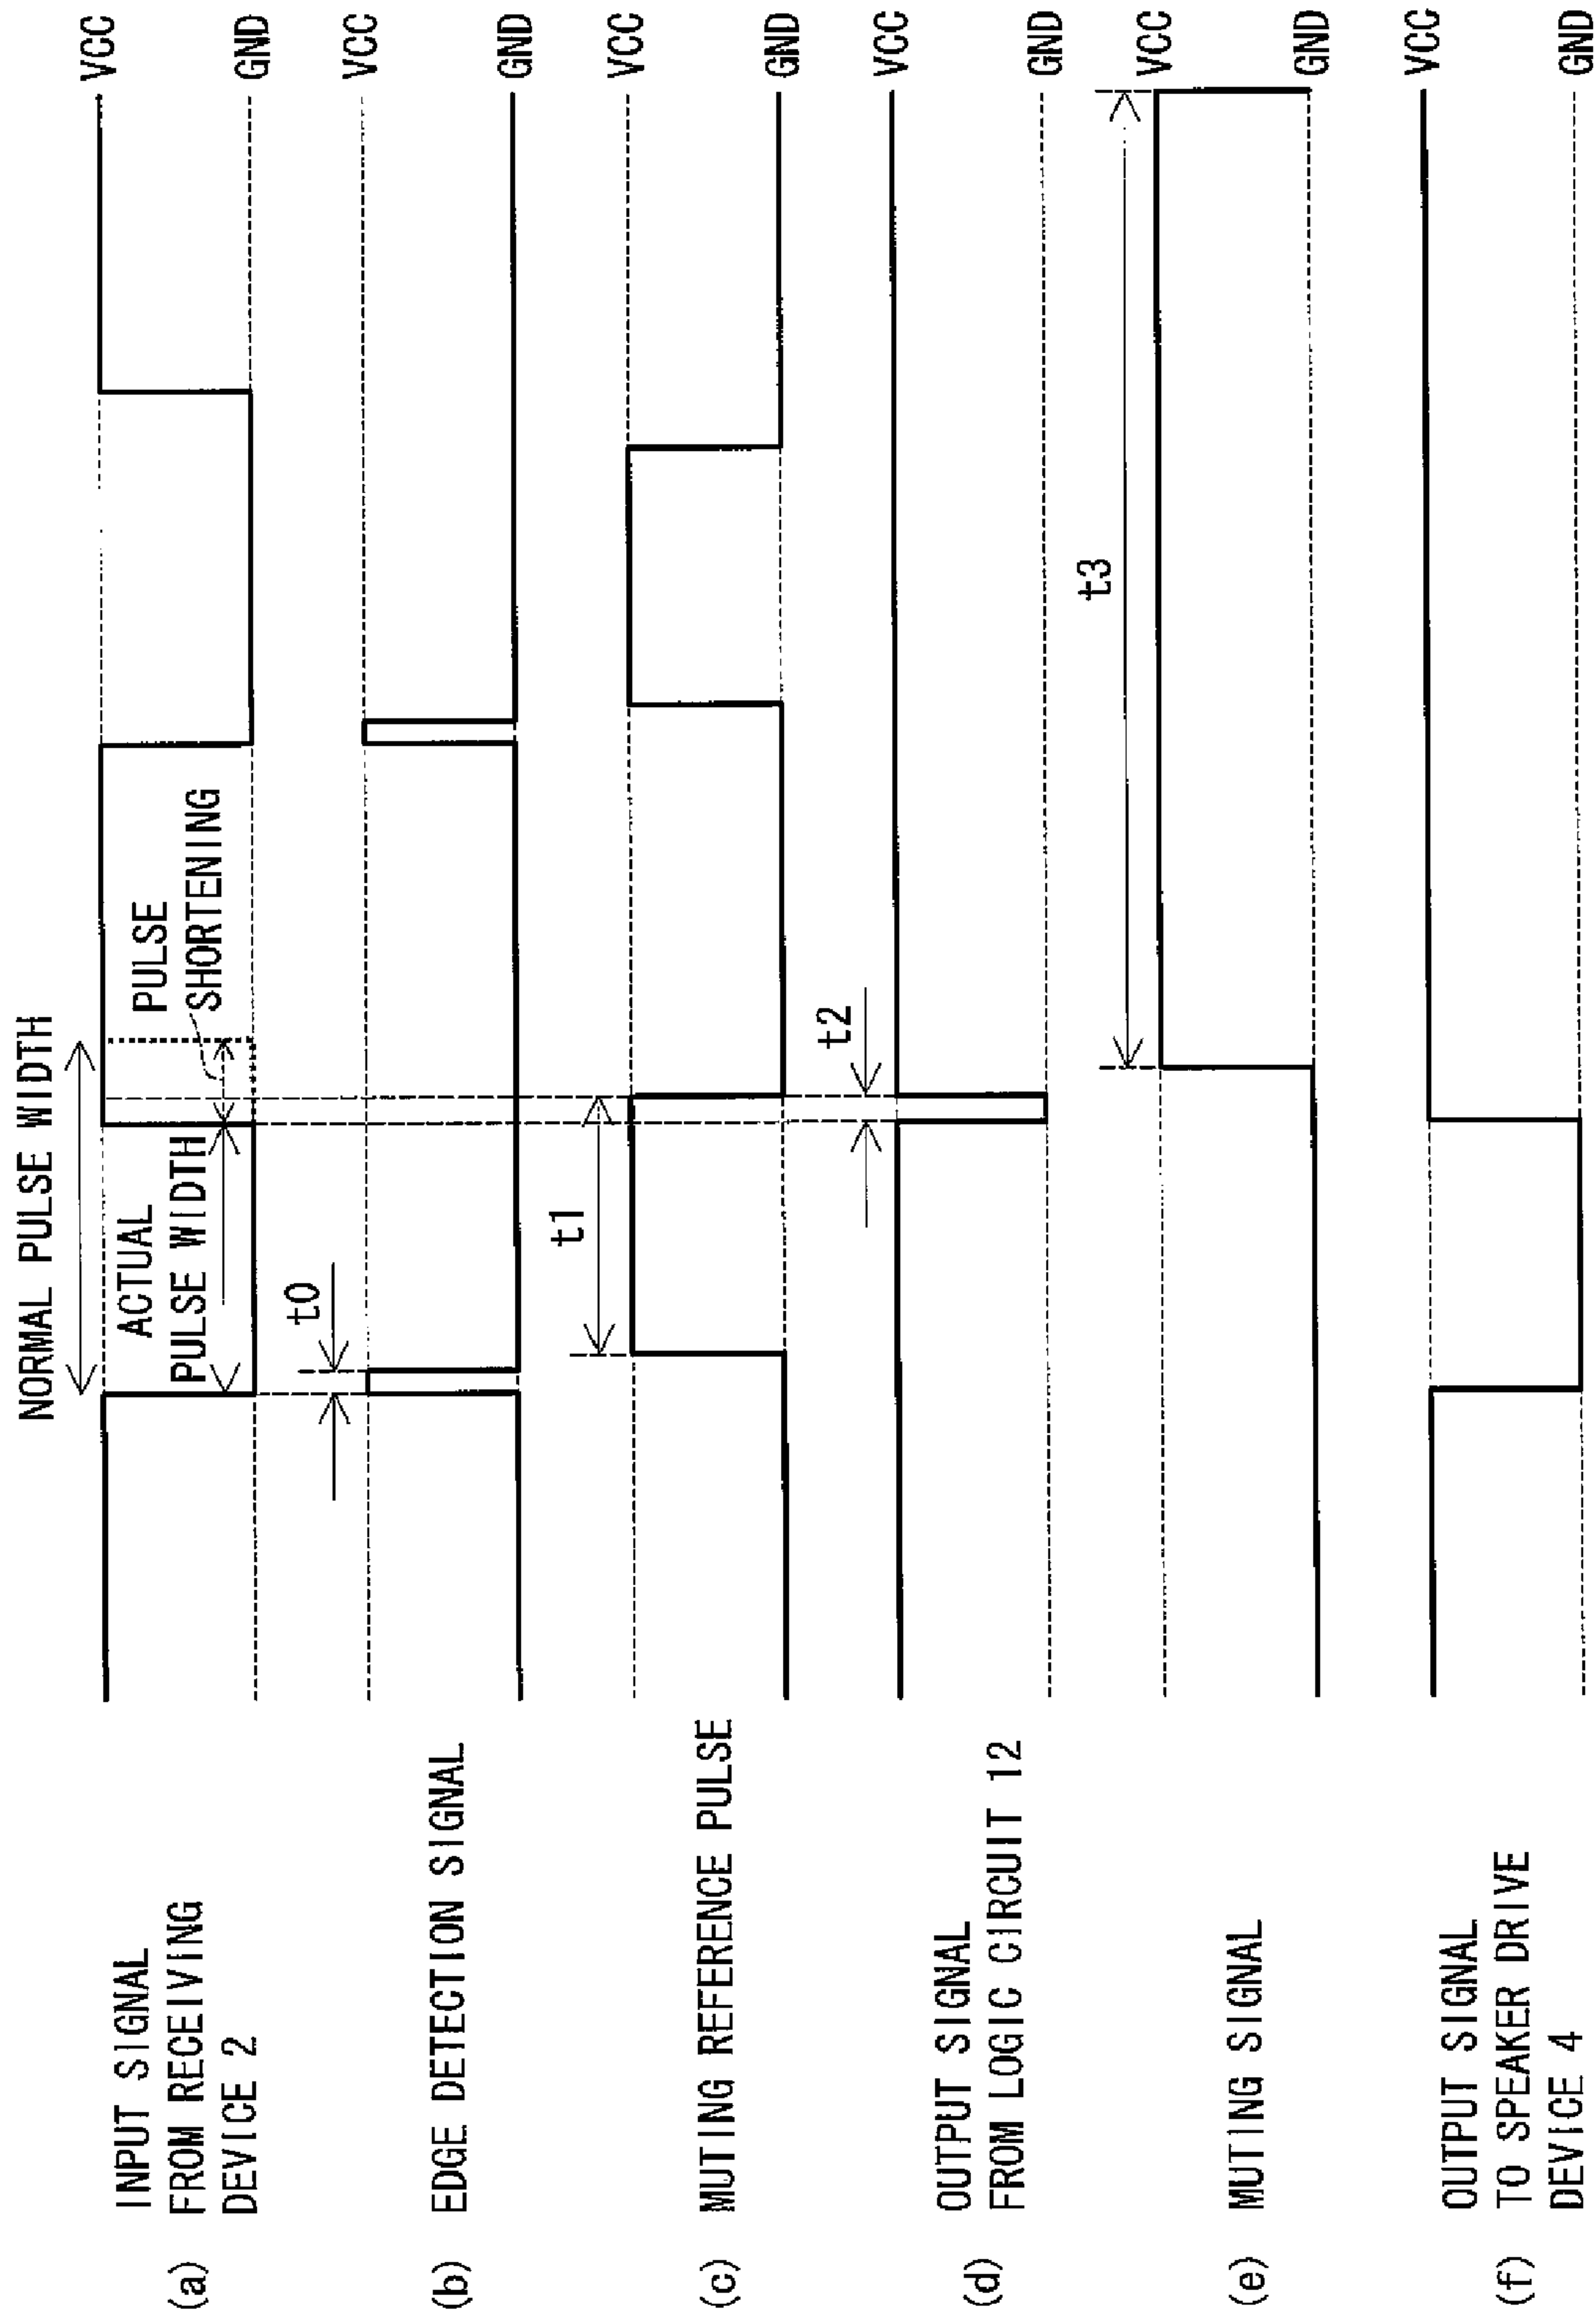 NORMAL PULSE WIDTH
(a) INPUT SIGNAL
FROM RECEIVING
DEVICE 2
ACTUAL
PULSE WIDTH
PULSE
SHORTENING
VCC
GND
(b) EDGE DETECTION SIGNAL
t0
VCC
GND
(c) MUTING REFERENCE PULSE
t1
VCC
GND
(d) OUTPUT SIGNAL
FROM LOGIC CIRCUIT 12
t2
VCC
GND
(e) MUTING SIGNAL
t3
VCC
GND
(f) OUTPUT SIGNAL
TO SPEAKER DRIVE
DEVICE 4
VCC
GND